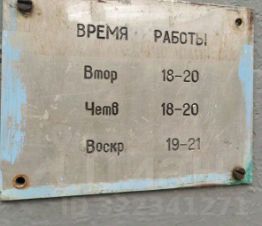 ВРЕМЯ РАБОТЫ
Втор 18-20
Четв 18-20
Воскр 19-21